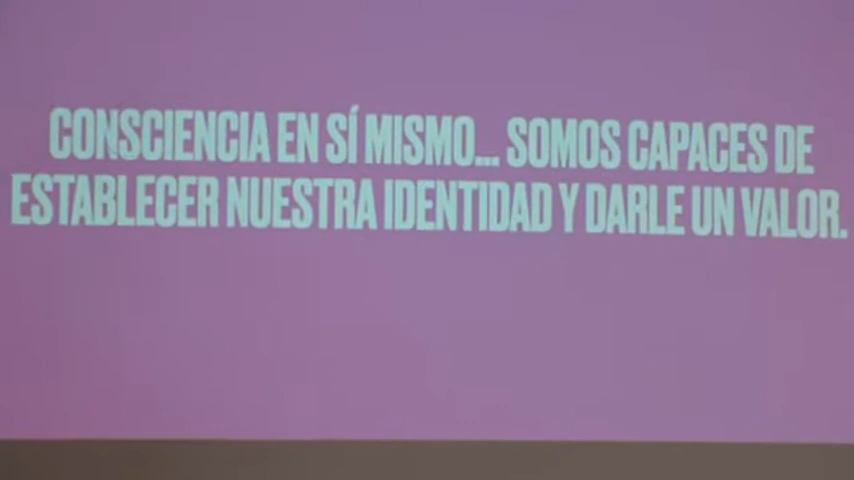 CONSCIENCIA EN SÍ MISMO... SOMOS CAPACES DE
ESTABLECER NUESTRA IDENTIDAD Y DARLE UN VALOR.